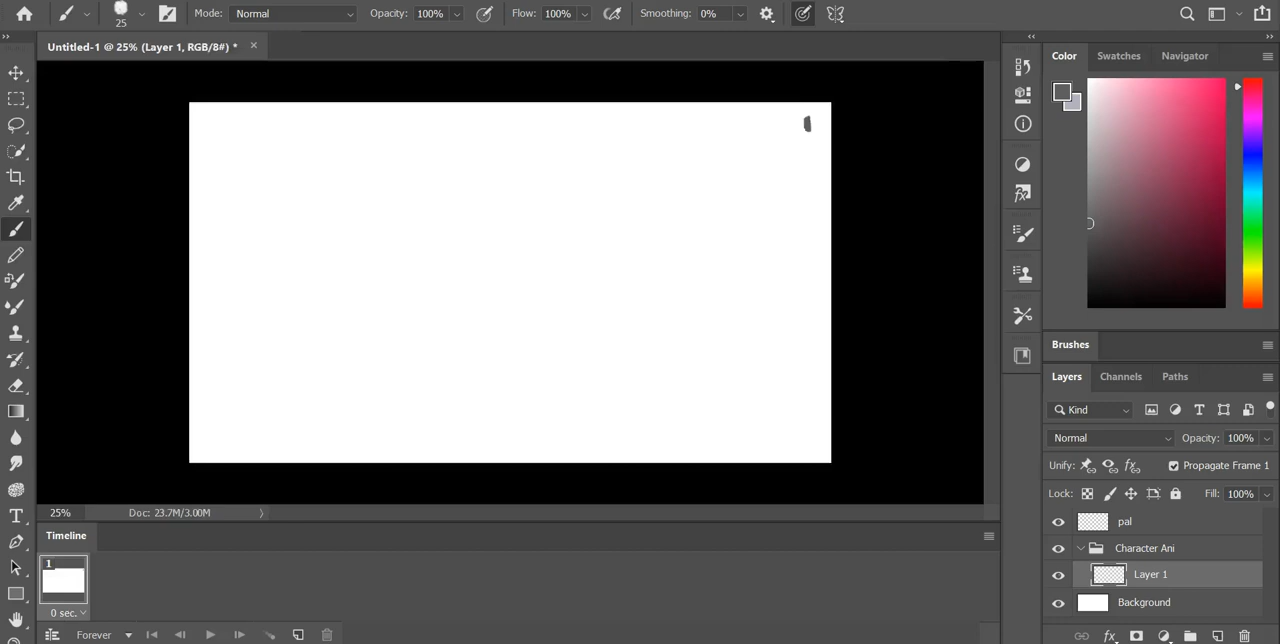 25
Mode: Normal
Opacity: 100%
Flow: 100%
Smoothing: 0%
Untitled-1 @ 25% (Layer 1, RGB/8#) *
Color
Swatches
Navigator
Brushes
Layers
Channels
Paths
Kind
Normal
Opacity: 100%
Unify:
Propagate Frame 1
Lock:
Fill: 100%
pal
Character Ani
Layer 1
Background
25%
Doc: 23.7M/3.00M
Timeline
1
0 sec.
Forever